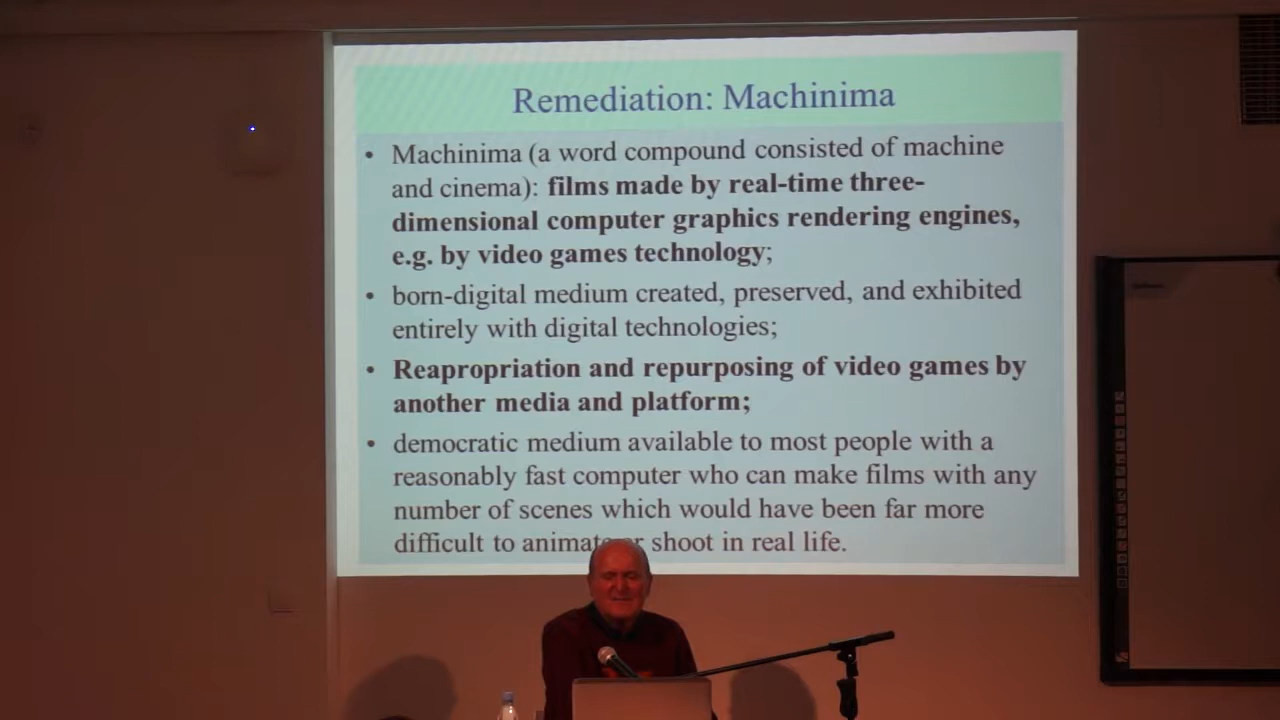 Remediation: Machinima
• Machinima (a word compound consisted of machine
and cinema): films made by real-time three-
dimensional computer graphics rendering engines,
e.g. by video games technology;
• born-digital medium created, preserved, and exhibited
entirely with digital technologies;
• Reapropriation and repurposing of video games by
another media and platform;
• democratic medium available to most people with a
reasonably fast computer who can make films with any
number of scenes which would have been far more
difficult to animate or shoot in real life.